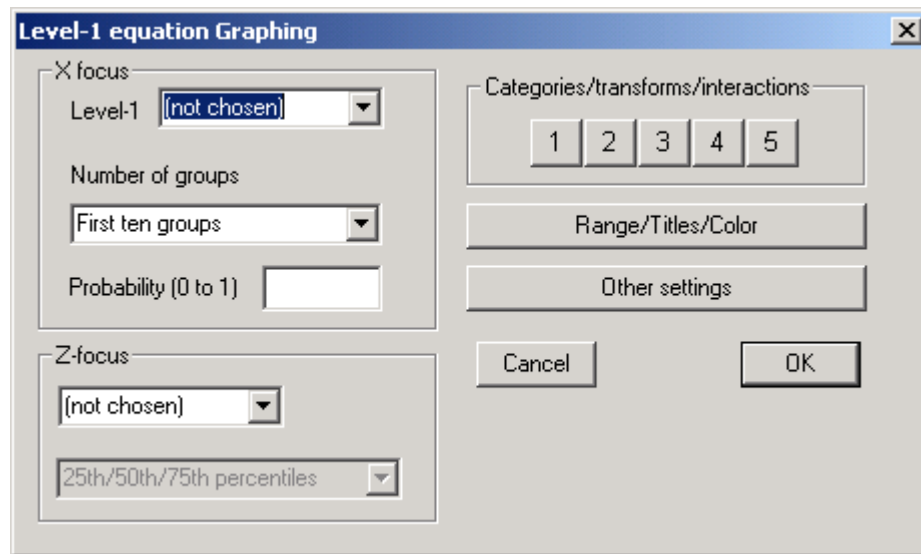 Level-1 equation Graphing
X focus
Level-1 (not chosen)
Number of groups
First ten groups
Probability (0 to 1)
Z-focus
(not chosen)
25th/50th/75th percentiles
Categories/transforms/interactions
1 2 3 4 5
Range/Titles/Color
Other settings
Cancel OK